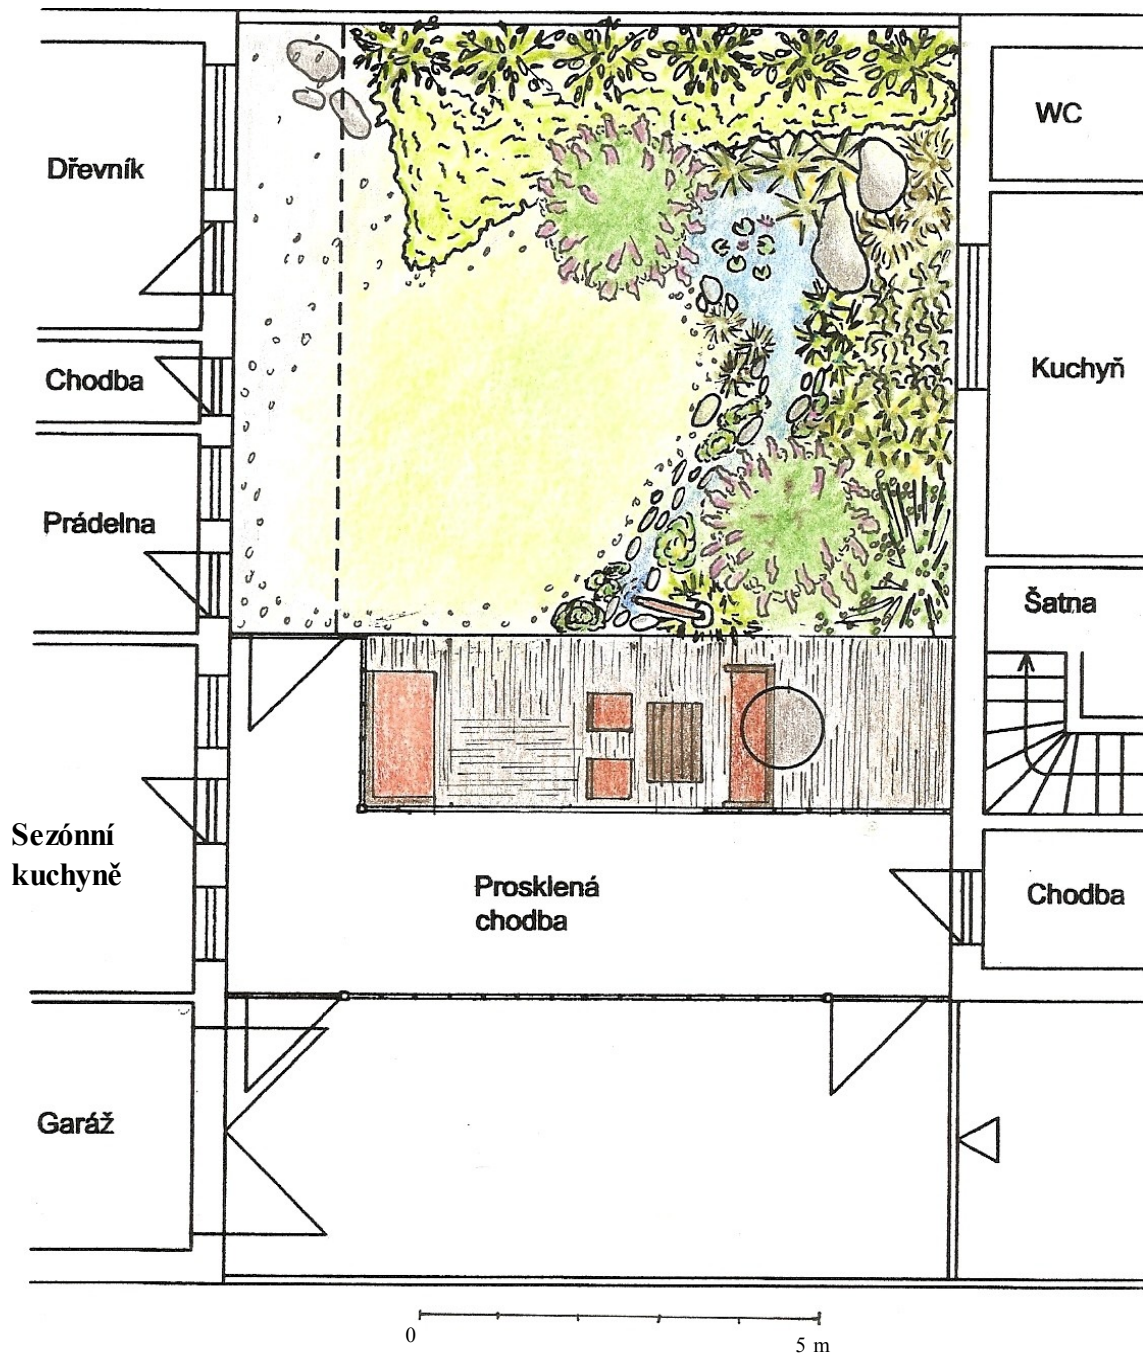 WC
Dřevník
Kuchyň
Chodba
Prádelna
Šatna
Sezónní
kuchyně
Prosklená
chodba
Chodba
Garáž
0
5 m